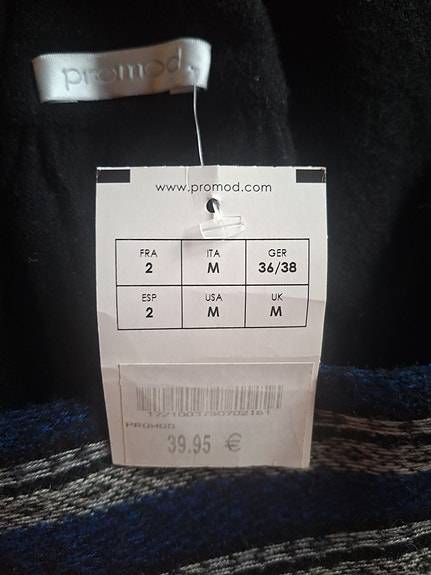 promod.
www.promod.com
FRA ITA GER
2 M 36/38
ESP USA UK
2 M M
PROMOD
39.95 €